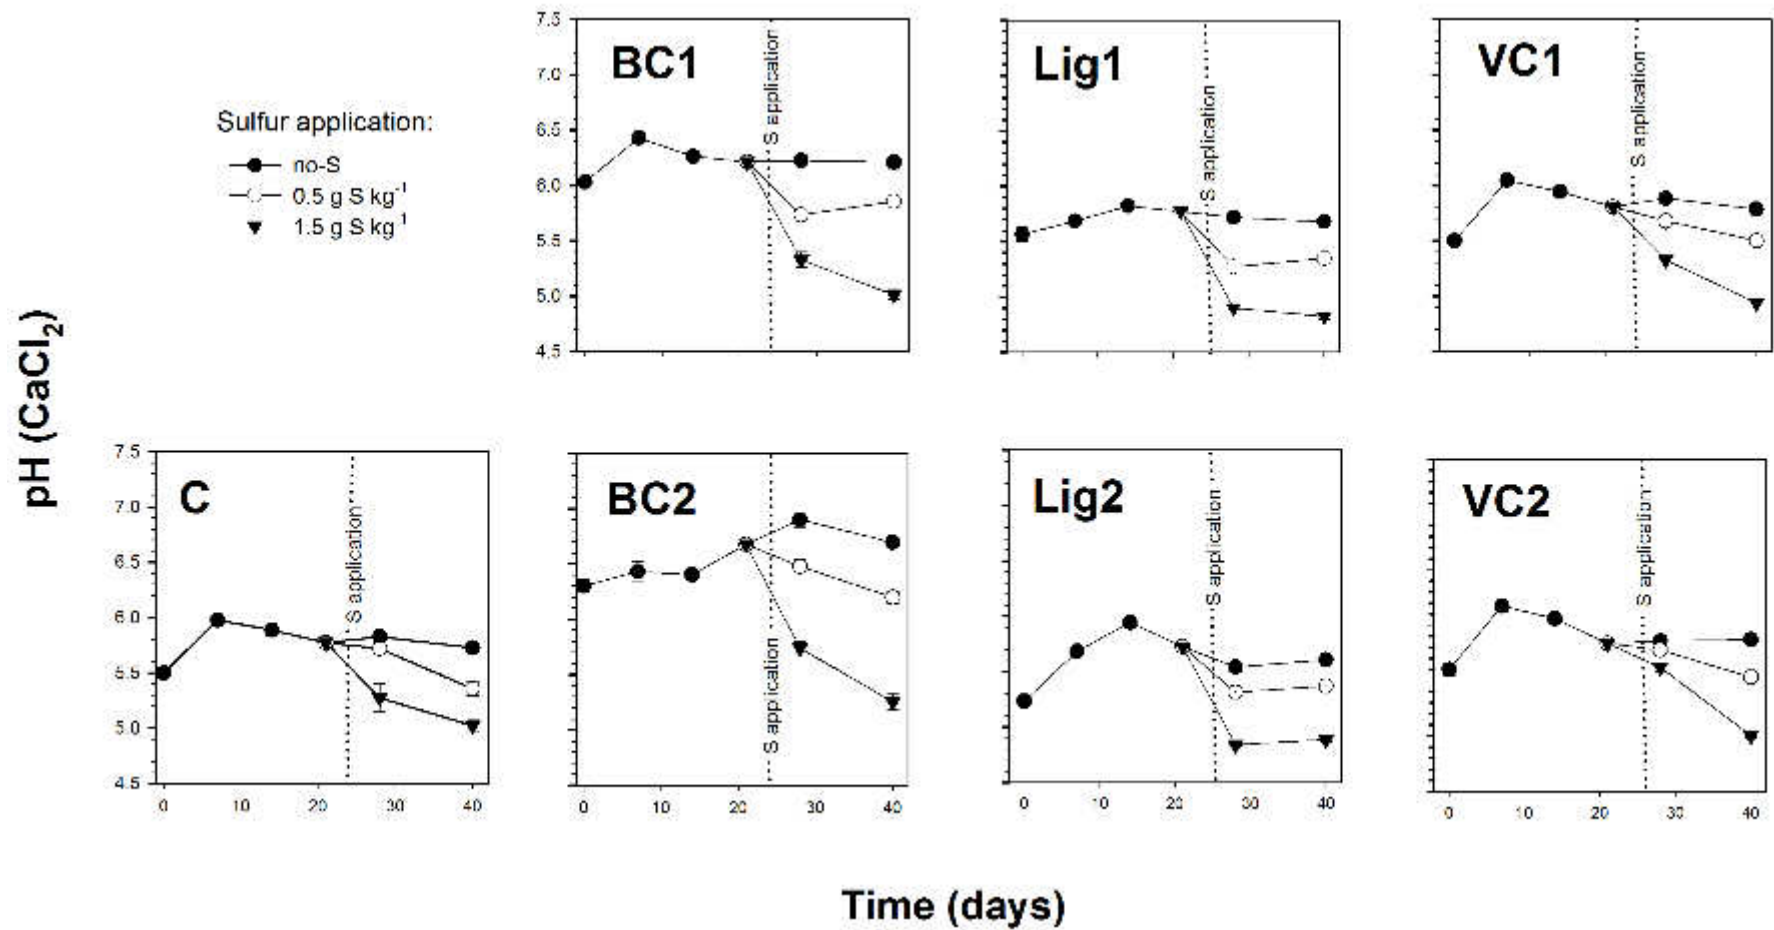 7.5
7.0
6.5
6.0
5.5
5.0
4.5
BC1
S application
Lig1
S application
VC1
S application
Sulfur application:
no-S
0.5 g S kg⁻¹
1.5 g S kg⁻¹
pH (CaCl₂)
7.5
7.0
6.5
6.0
5.5
5.0
4.5
C
S application
0 10 20 30 40
BC2
S application
0 10 20 30 40
Lig2
S application
0 10 20 30 40
VC2
S application
0 10 20 30 40
Time (days)